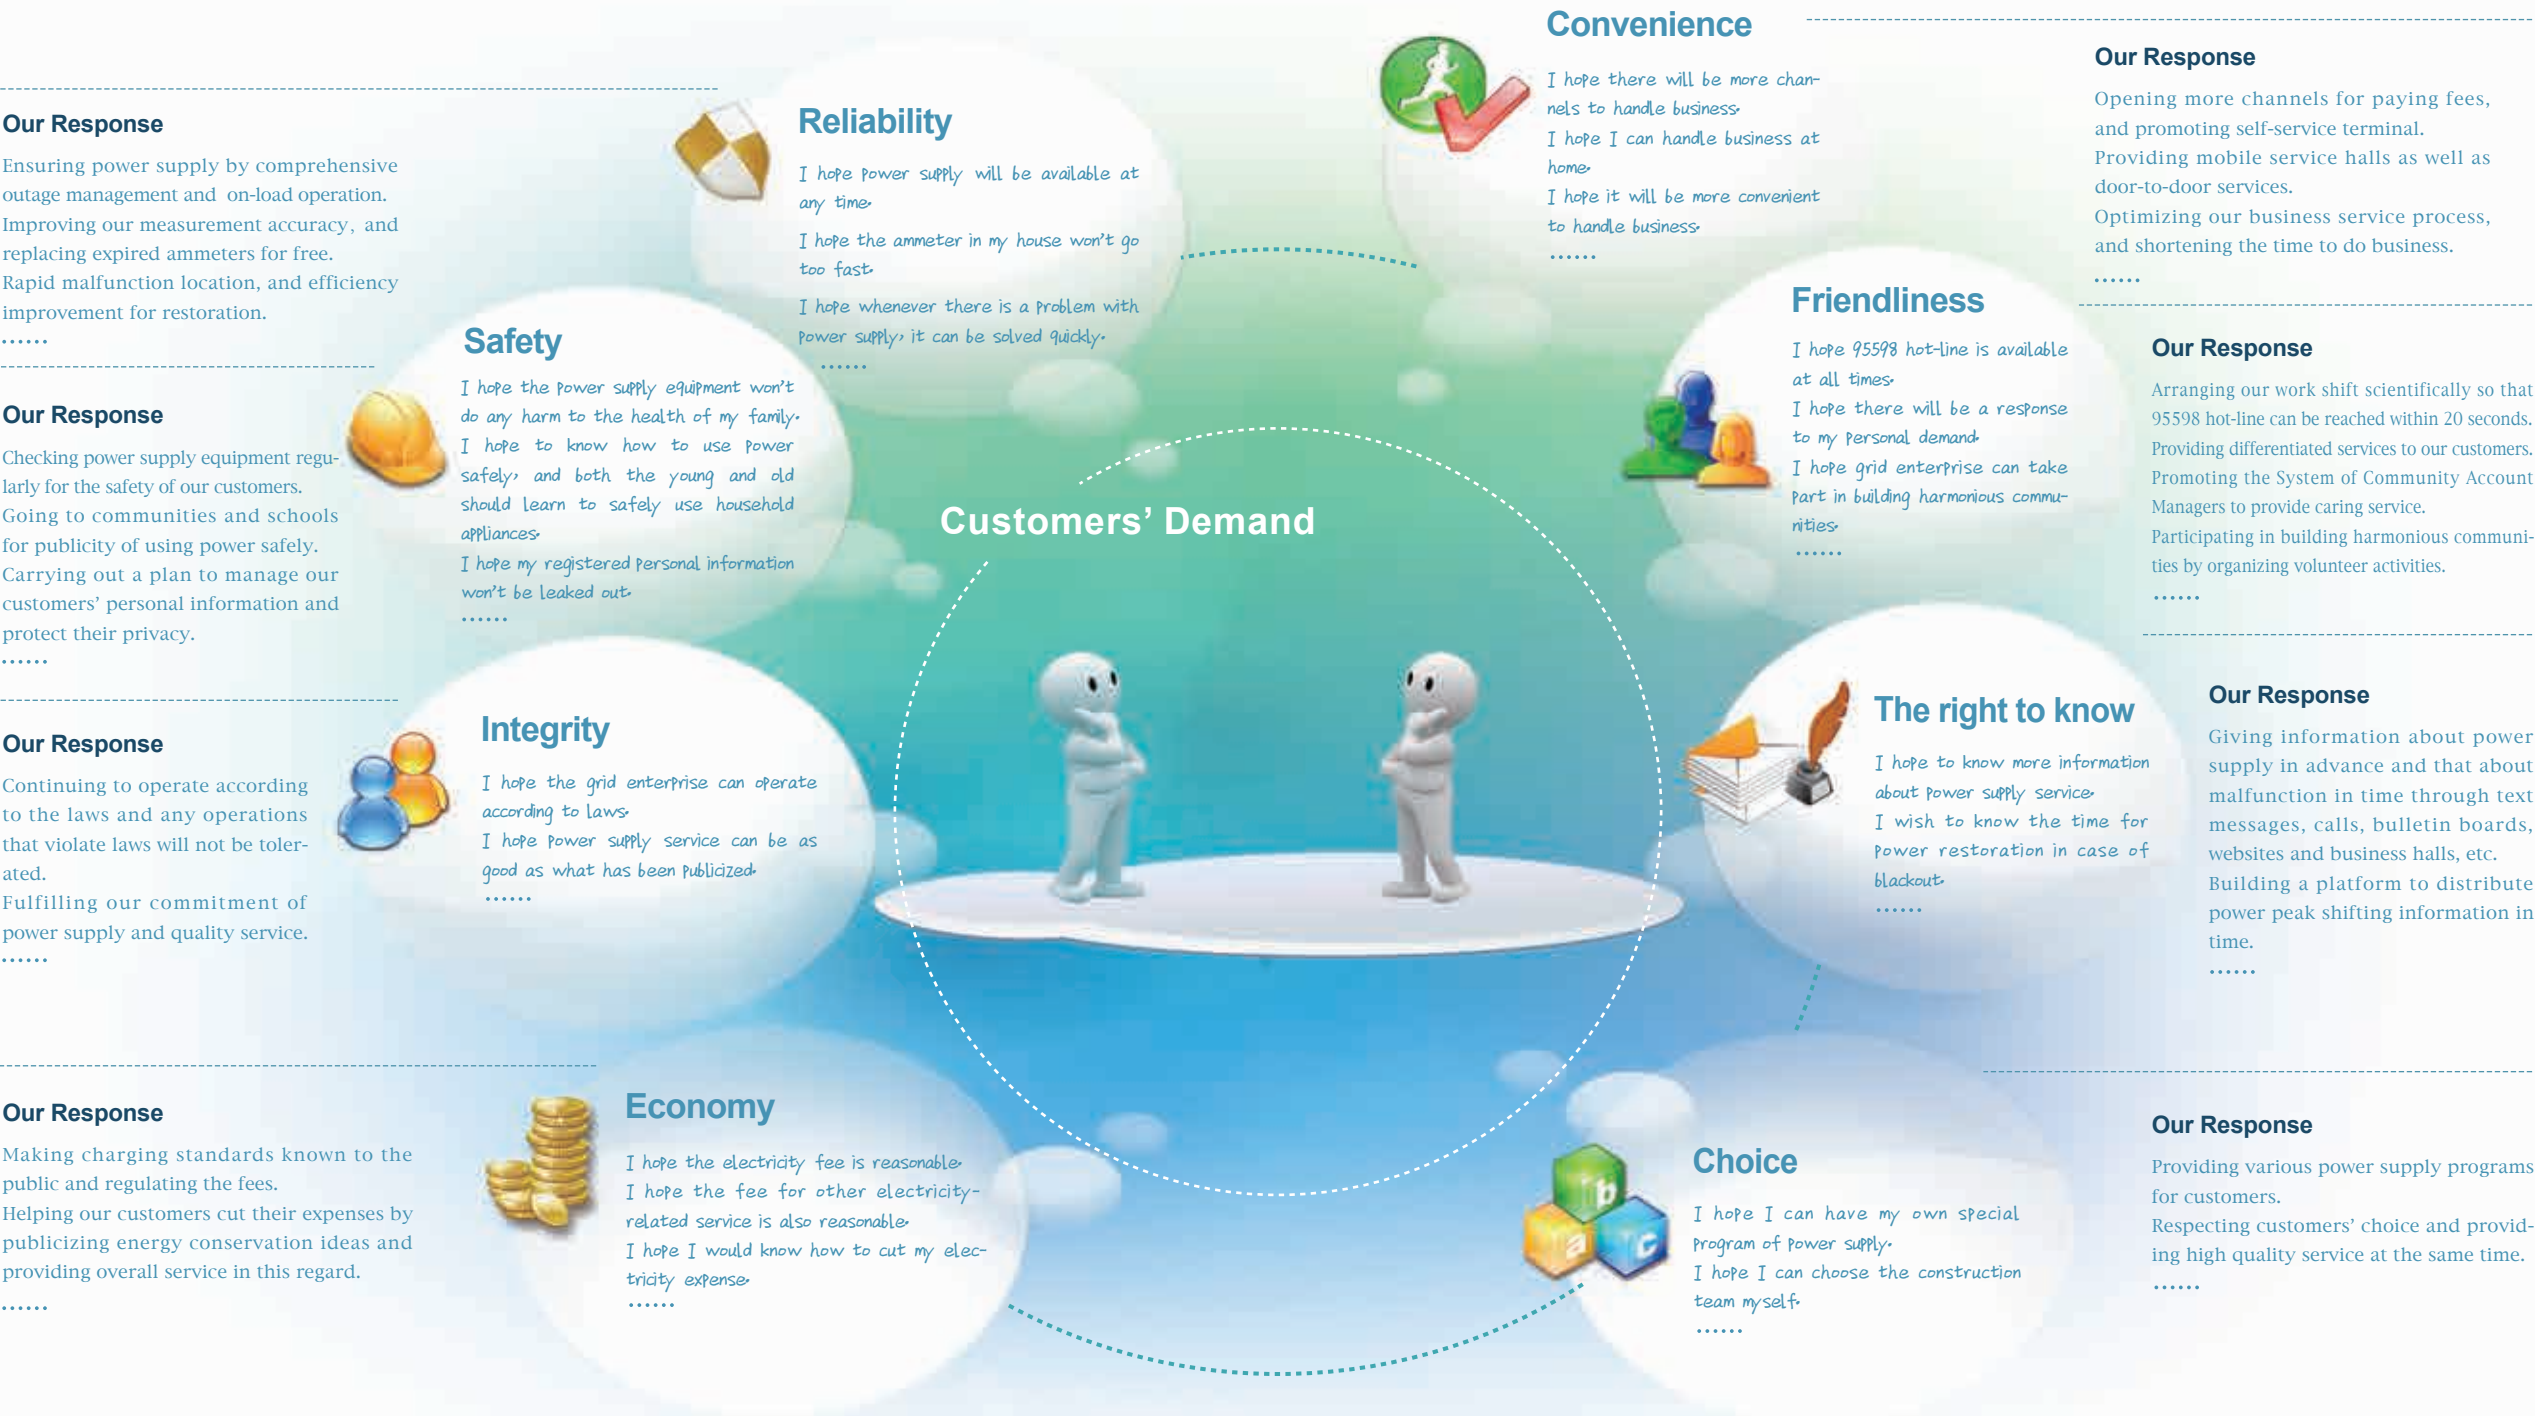 Customers’ Demand
Reliability
I hope power supply will be available at
any time.
I hope the ammeter in my house won’t go
too fast.
I hope whenever there is a problem with
power supply, it can be solved quickly.
......
Our Response
Ensuring power supply by comprehensive
outage management and on-load operation.
Improving our measurement accuracy, and
replacing expired ammeters for free.
Rapid malfunction location, and efficiency
improvement for restoration.
......
Safety
I hope the power supply equipment won’t
do any harm to the health of my family.
I hope to know how to use power
safely, and both the young and old
should learn to safely use household
appliances.
I hope my registered personal information
won’t be leaked out.
......
Our Response
Checking power supply equipment regu-
larly for the safety of our customers.
Going to communities and schools
for publicity of using power safely.
Carrying out a plan to manage our
customers’ personal information and
protect their privacy.
......
Integrity
I hope the grid enterprise can operate
according to laws.
I hope power supply service can be as
good as what has been publicized.
......
Our Response
Continuing to operate according
to the laws and any operations
that violate laws will not be toler-
ated.
Fulfilling our commitment of
power supply and quality service.
......
Economy
I hope the electricity fee is reasonable.
I hope the fee for other electricity-
related service is also reasonable.
I hope I would know how to cut my elec-
tricity expense.
......
Our Response
Making charging standards known to the
public and regulating the fees.
Helping our customers cut their expenses by
publicizing energy conservation ideas and
providing overall service in this regard.
......
Convenience
I hope there will be more chan-
nels to handle business.
I hope I can handle business at
home.
I hope it will be more convenient
to handle business.
......
Our Response
Opening more channels for paying fees,
and promoting self-service terminal.
Providing mobile service halls as well as
door-to-door services.
Optimizing our business service process,
and shortening the time to do business.
......
Friendliness
I hope 95598 hot-line is available
at all times.
I hope there will be a response
to my personal demand.
I hope grid enterprise can take
part in building harmonious commu-
nities.
......
Our Response
Arranging our work shift scientifically so that
95598 hot-line can be reached within 20 seconds.
Providing differentiated services to our customers.
Promoting the System of Community Account
Managers to provide caring service.
Participating in building harmonious communi-
ties by organizing volunteer activities.
......
The right to know
I hope to know more information
about power supply service.
I wish to know the time for
power restoration in case of
blackout.
......
Our Response
Giving information about power
supply in advance and that about
malfunction in time through text
messages, calls, bulletin boards,
websites and business halls, etc.
Building a platform to distribute
power peak shifting information in
time.
......
b
a
c
Choice
I hope I can have my own special
program of power supply.
I hope I can choose the construction
team myself.
......
Our Response
Providing various power supply programs
for customers.
Respecting customers’ choice and provid-
ing high quality service at the same time.
......